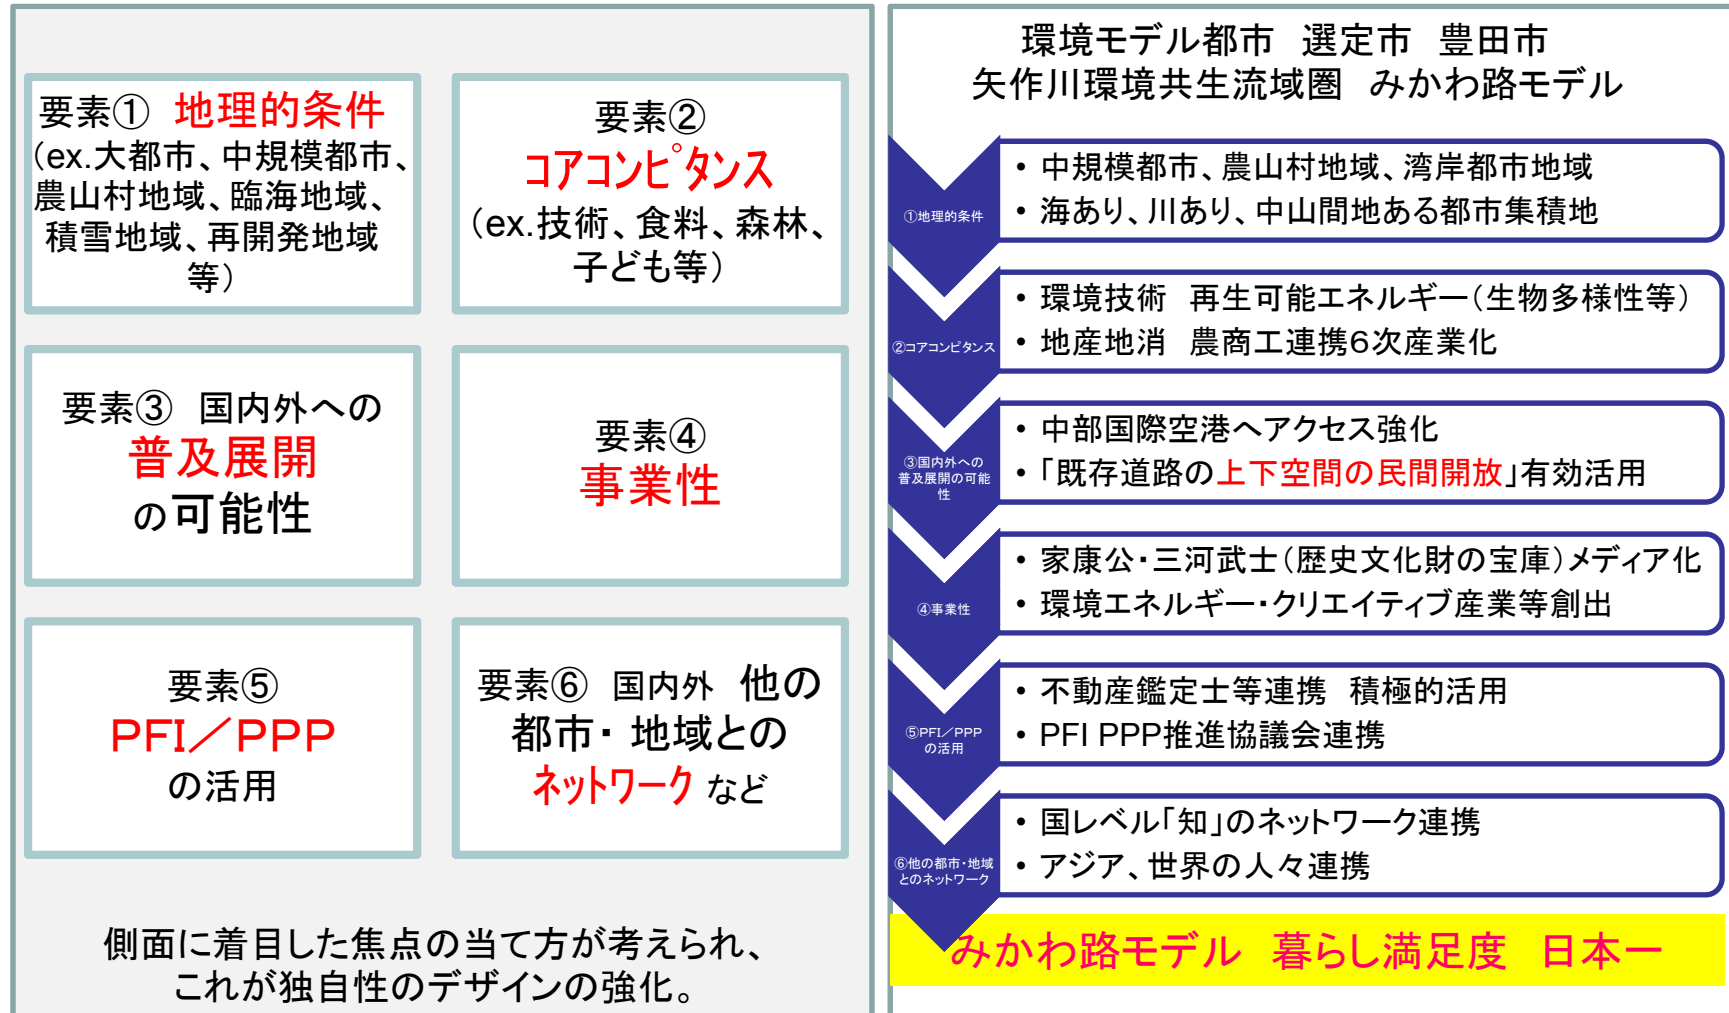 要素① 地理的条件
(ex.大都市、中規模都市、
農山村地域、臨海地域、
積雪地域、再開発地域
等)
要素②
コアコンピタンス
(ex.技術、食料、森林、
子ども等)
要素③ 国内外への
普及展開
の可能性
要素④
事業性
要素⑤
PFI／PPP
の活用
要素⑥ 国内外 他の
都市・ 地域との
ネットワーク など
側面に着目した焦点の当て方が考えられ、
これが独自性のデザインの強化。
環境モデル都市 選定市 豊田市
矢作川環境共生流域圏 みかわ路モデル
①地理的条件
• 中規模都市、農山村地域、湾岸都市地域
• 海あり、川あり、中山間地ある都市集積地
②コアコンピタンス
• 環境技術 再生可能エネルギー(生物多様性等)
• 地産地消 農商工連携6次産業化
③国内外への
普及展開の可能
性
• 中部国際空港へアクセス強化
• 「既存道路の上下空間の民間開放」有効活用
④事業性
• 家康公・三河武士(歴史文化財の宝庫)メディア化
• 環境エネルギー・クリエイティブ産業等創出
⑤PFI／PPP
の活用
• 不動産鑑定士等連携 積極的活用
• PFI PPP推進協議会連携
⑥他の都市・地域
とのネットワーク
• 国レベル「知」のネットワーク連携
• アジア、世界の人々連携
みかわ路モデル 暮らし満足度 日本一